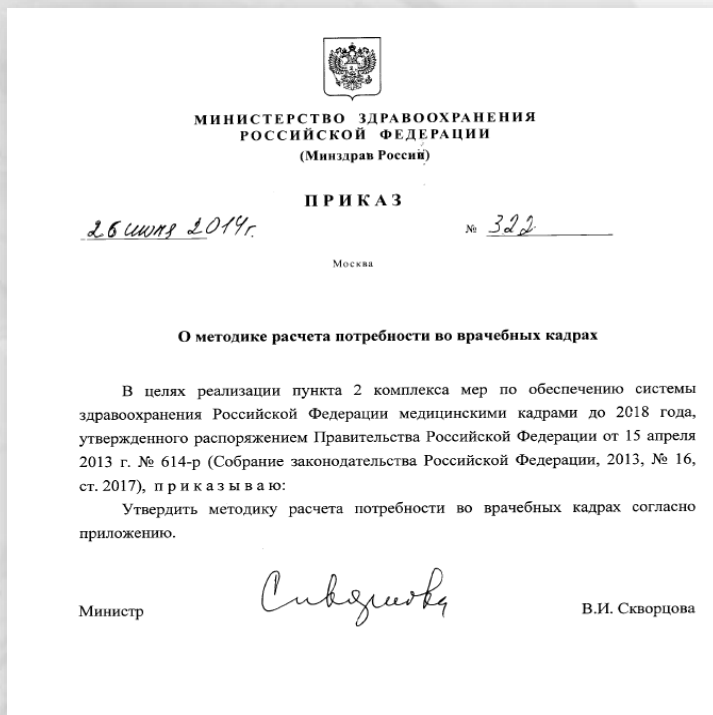 МИНИСТЕРСТВО ЗДРАВООХРАНЕНИЯ
РОССИЙСКОЙ ФЕДЕРАЦИИ
(Минздрав России)
ПРИКАЗ
26 июня 2014г. № 322
Москва
О методике расчета потребности во врачебных кадрах
В целях реализации пункта 2 комплекса мер по обеспечению системы
здравоохранения Российской Федерации медицинскими кадрами до 2018 года,
утвержденного распоряжением Правительства Российской Федерации от 15 апреля
2013 г. № 614-р (Собрание законодательства Российской Федерации, 2013, № 16,
ст. 2017), приказываю:
Утвердить методику расчета потребности во врачебных кадрах согласно
приложению.
Министр В.И. Скворцова